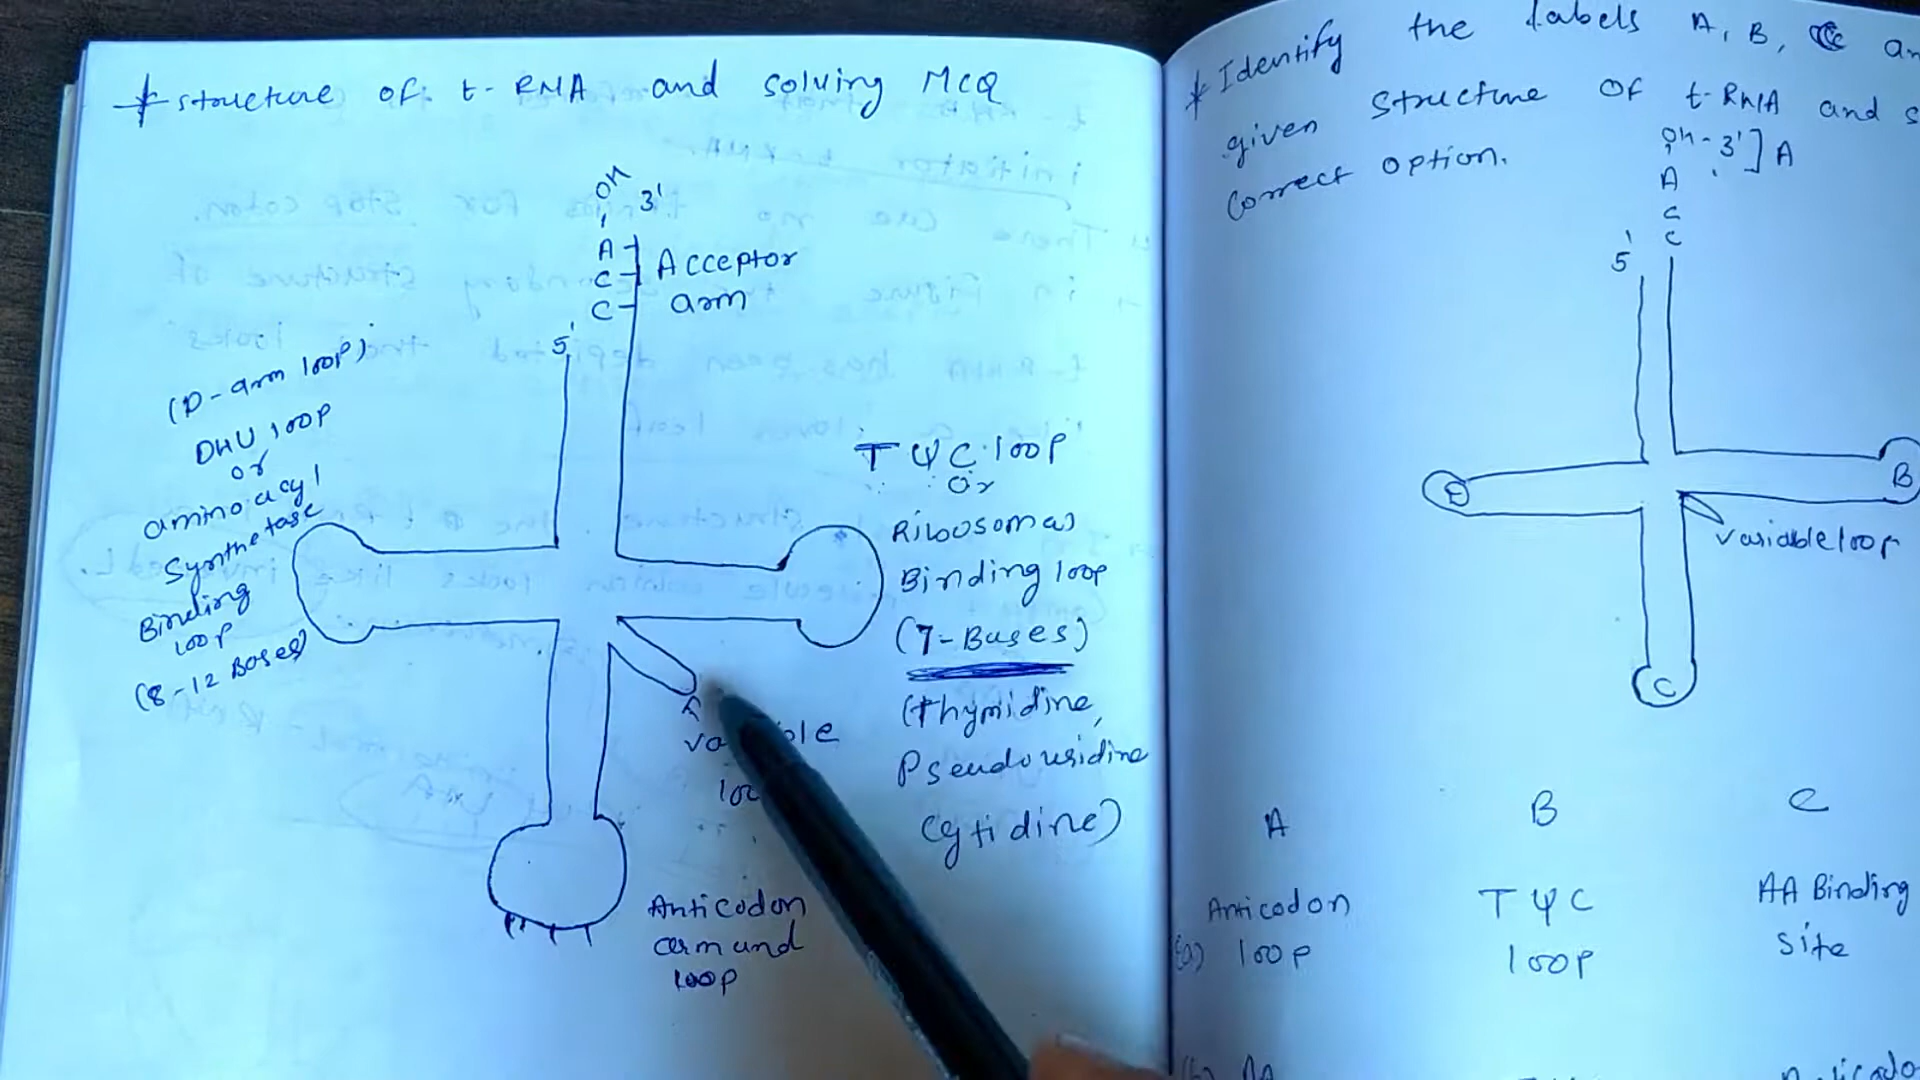 * structure of t-RNA and solving MCQ
OH 3'
A
C
C
Acceptor
arm
5'
(D-arm loop)
DHU loop
or
aminoacyl
Synthetase
Binding
loop
(8-12 Bases)
TΨC loop
Or
Ribosomal
Binding loop
(7-Bases)
(Thymidine,
Pseudouridine
Cytidine)
loop
Anticodon
arm and
loop
* Identify the labels A, B, C
given structure of t-RNA and
correct option.
OH-3'] A
A
C
C
5'
E
B
variable loop
C
A B C
Anticodon TΨC AA Binding
(a) loop loop site